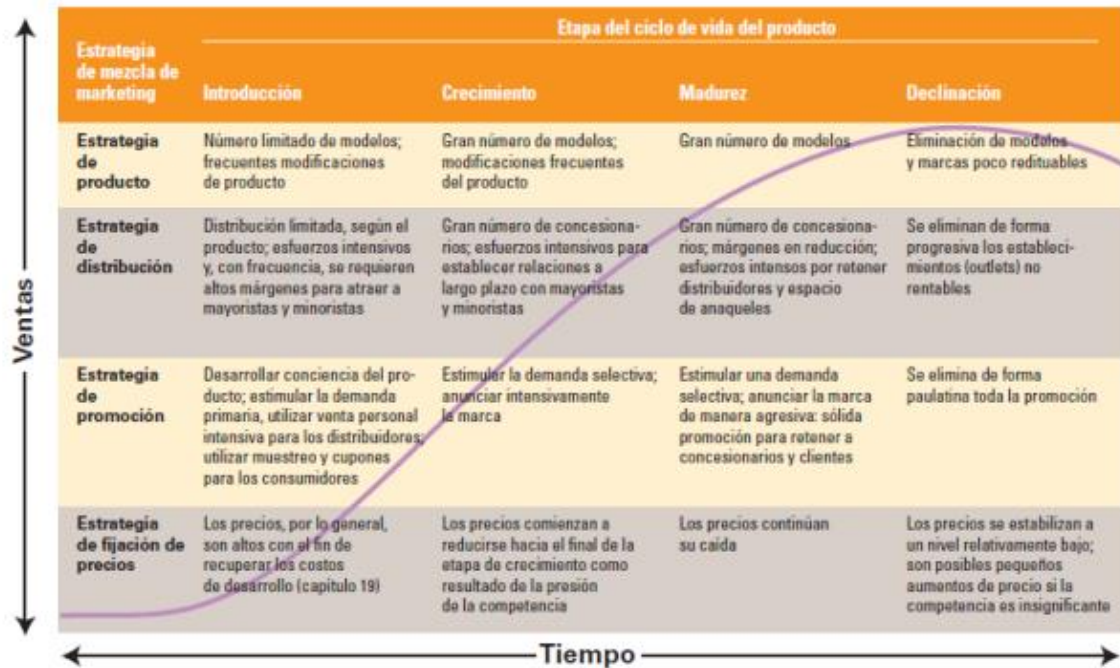 Etapa del ciclo de vida del producto
Estrategia
de mezcla de
marketing
Introducción
Crecimiento
Madurez
Declinación
Estrategia
de
producto
Número limitado de modelos;
frecuentes modificaciones
de producto
Gran número de modelos;
modificaciones frecuentes
del producto
Gran número de modelos
Eliminación de modelos
y marcas poco redituables
Estrategia
de
distribución
Distribución limitada, según el
producto; esfuerzos intensivos
y, con frecuencia, se requieren
altos márgenes para atraer a
mayoristas y minoristas
Gran número de concesiona-
rios; esfuerzos intensivos para
establecer relaciones a
largo plazo con mayoristas
y minoristas
Gran número de concesiona-
rios; márgenes en reducción;
esfuerzos intensos por retener
distribuidores y espacio
de anaqueles
Se eliminan de forma
progresiva los estableci-
mientos (outlets) no
rentables
Estrategia
de
promoción
Desarrollar conciencia del pro-
ducto; estimular la demanda
primaria, utilizar venta personal
intensiva para los distribuidores;
utilizar muestreo y cupones
para los consumidores
Estimular la demanda selectiva;
anunciar intensivamente
la marca
Estimular una demanda
selectiva; anunciar la marca
de manera agresiva: sólida
promoción para retener a
concesionarios y clientes
Se elimina de forma
paulatina toda la promoción
Estrategia
de fijación de
precios
Los precios, por lo general,
son altos con el fin de
recuperar los costos
de desarrollo (capítulo 19)
Los precios comienzan a
reducirse hacia el final de la
etapa de crecimiento como
resultado de la presión
de la competencia
Los precios continúan
su caída
Los precios se estabilizan a
un nivel relativamente bajo;
son posibles pequeños
aumentos de precio si la
competencia es insignificante
Ventas
Tiempo